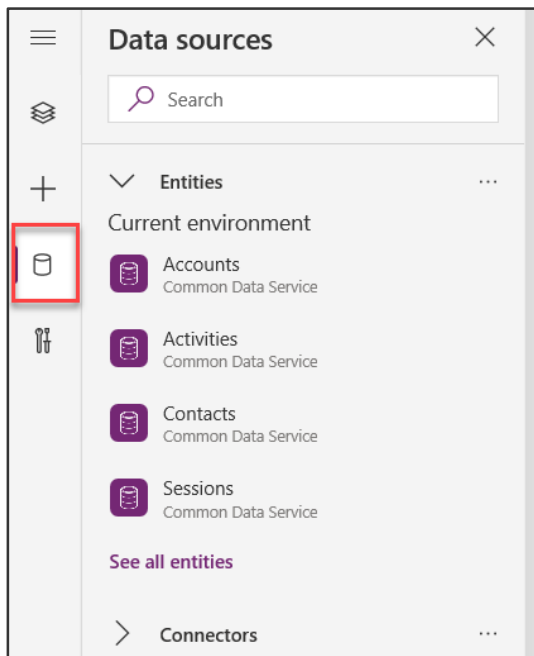 Data sources
Search
Entities
Current environment
Accounts
Common Data Service
Activities
Common Data Service
Contacts
Common Data Service
Sessions
Common Data Service
See all entities
Connectors